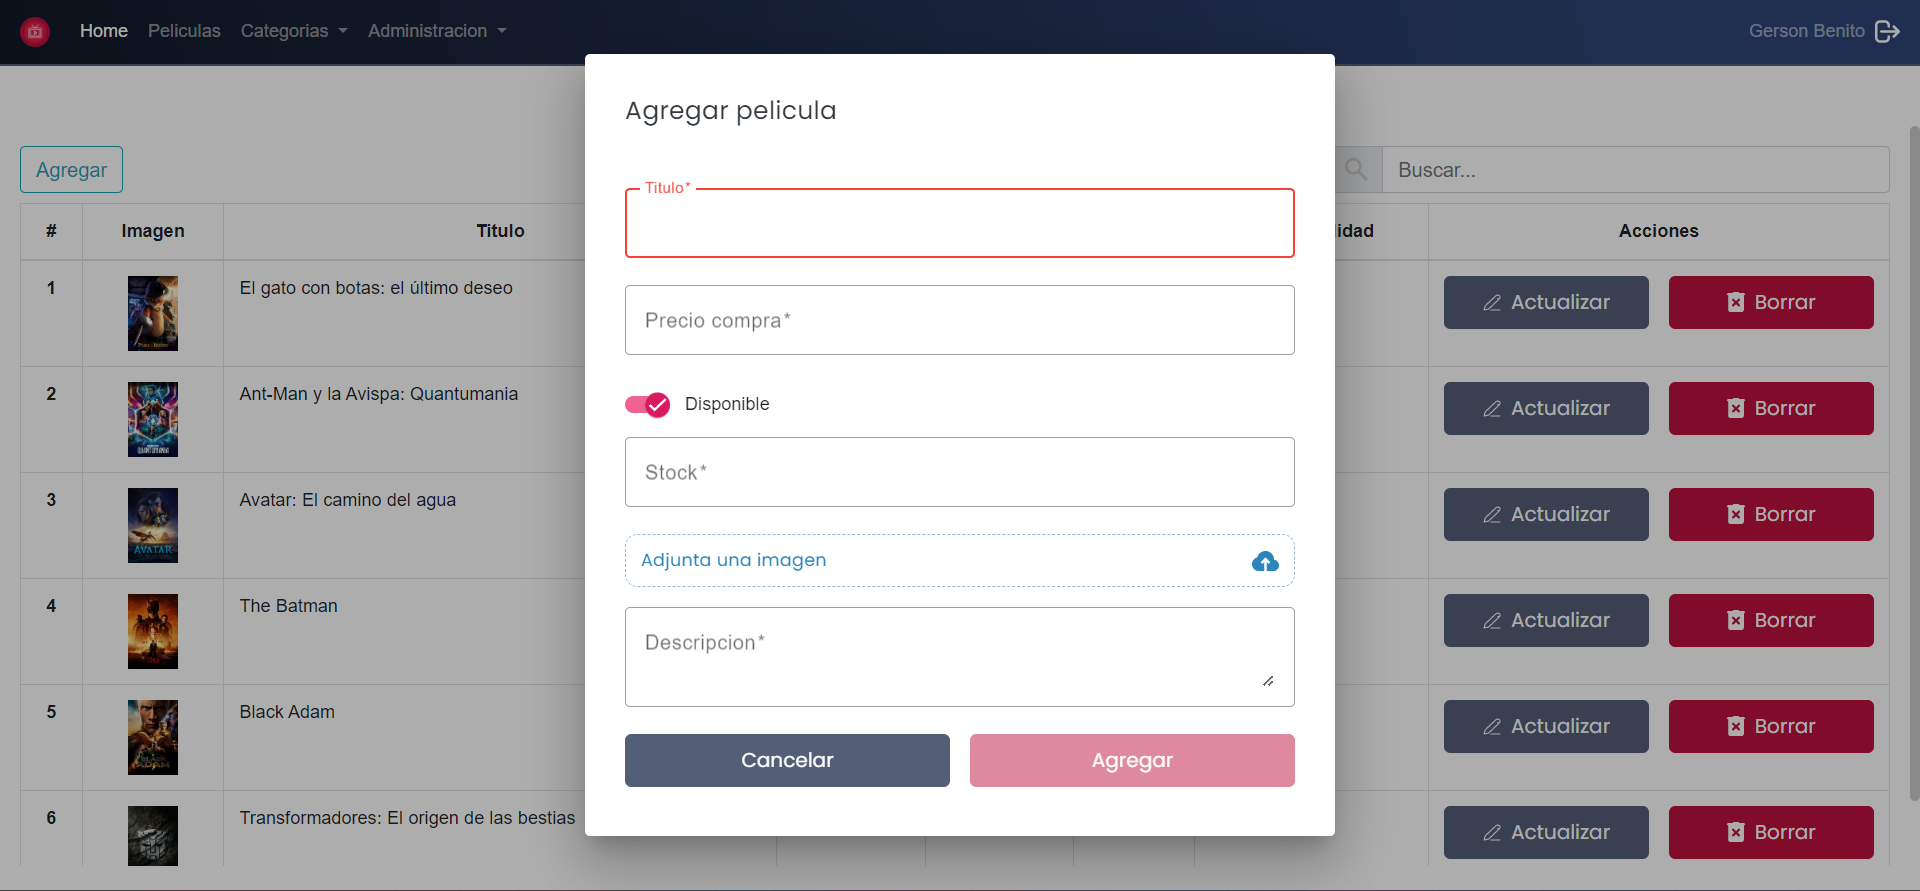 Home Peliculas Categorias Administracion Gerson Benito
Agregar pelicula
Agregar
Buscar...
Titulo*
# Imagen Titulo idad Acciones
1 El gato con botas: el último deseo Actualizar Borrar
Precio compra*
2 Ant-Man y la Avispa: Quantumania Actualizar Borrar
QUANTUMANIA
Disponible
Stock*
3 Avatar: El camino del agua Actualizar Borrar
AVATAR
Adjunta una imagen
4 The Batman Actualizar Borrar
Descripcion*
5 Black Adam Actualizar Borrar
BLACK ADAM
Cancelar Agregar
6 Transformadores: El origen de las bestias Actualizar Borrar